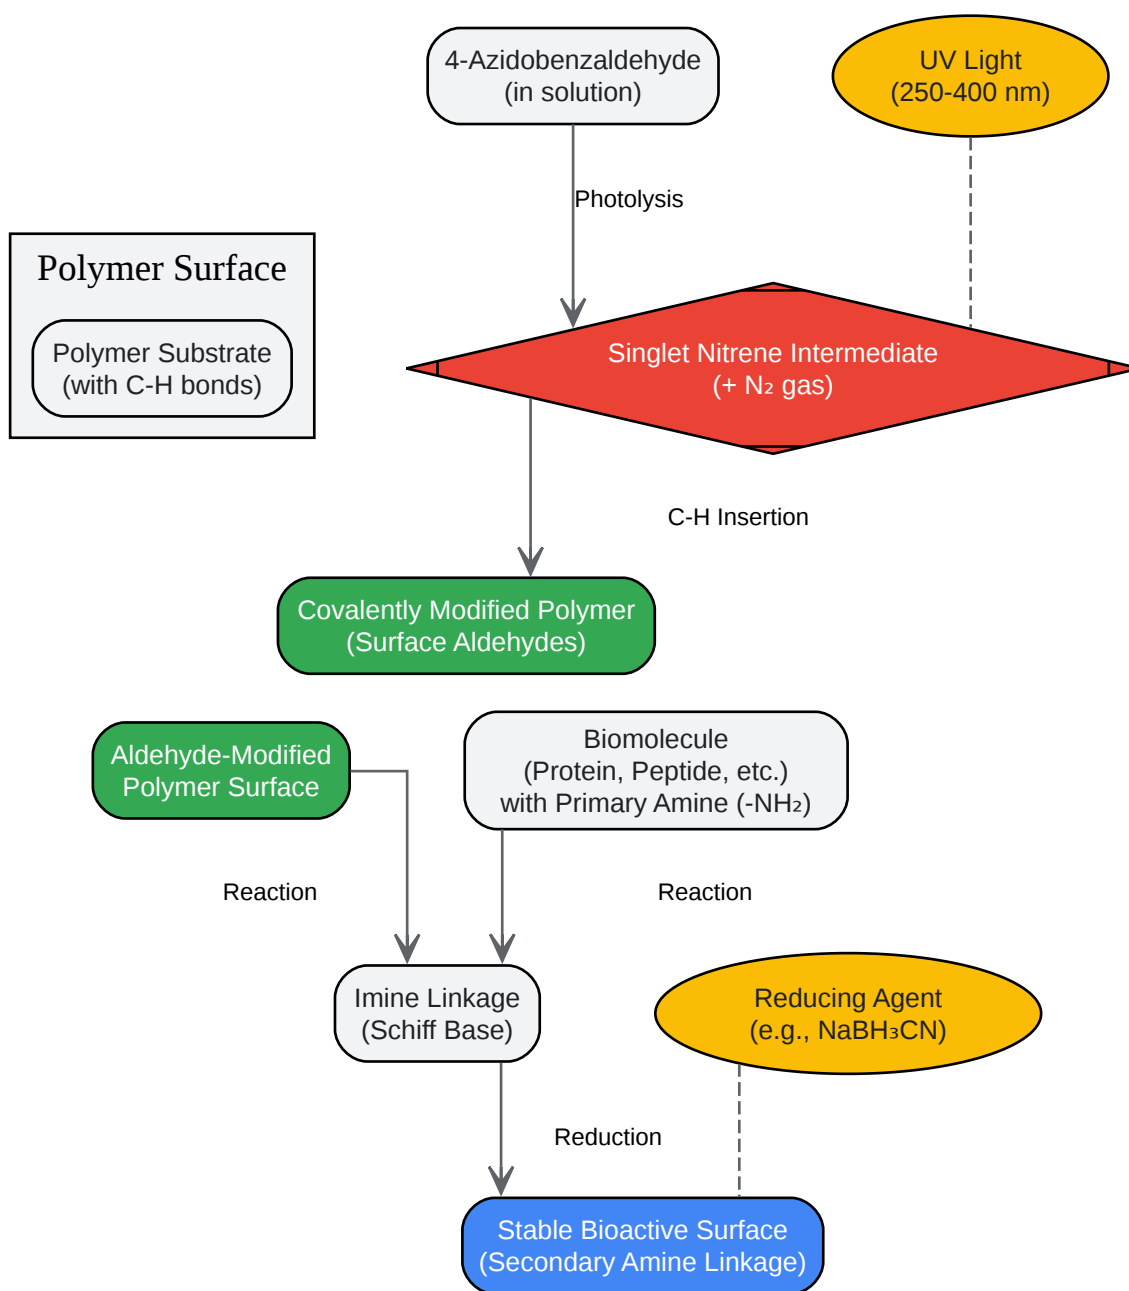 4-Azidobenzaldehyde
(in solution)
UV Light
(250-400 nm)
Photolysis
Polymer Surface
Polymer Substrate
(with C-H bonds)
Singlet Nitrene Intermediate
(+ N₂ gas)
C-H Insertion
Covalently Modified Polymer
(Surface Aldehydes)
Aldehyde-Modified
Polymer Surface
Biomolecule
(Protein, Peptide, etc.)
with Primary Amine (-NH₂)
Reaction
Reaction
Imine Linkage
(Schiff Base)
Reducing Agent
(e.g., NaBH₃CN)
Reduction
Stable Bioactive Surface
(Secondary Amine Linkage)